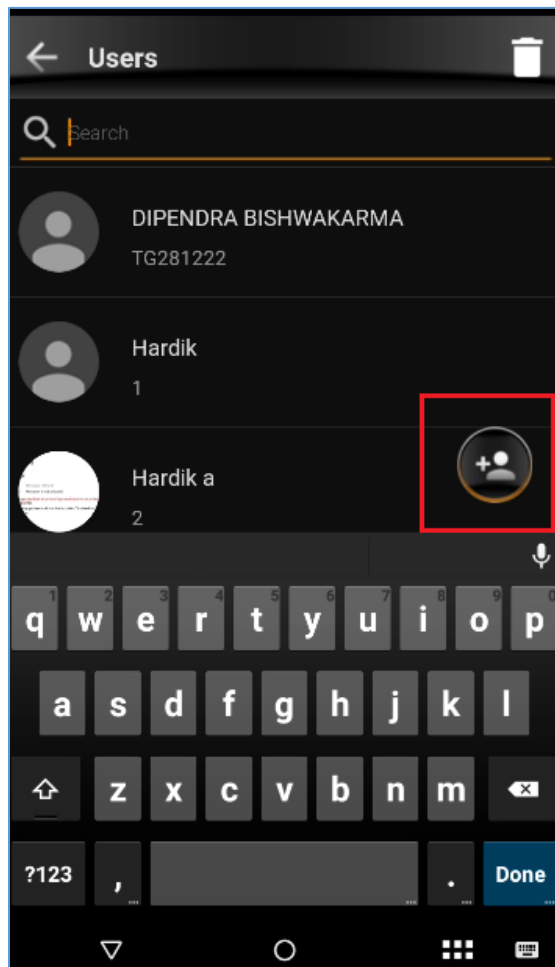 Users
Search
DIPENDRA BISHWAKARMA
TG281222
Hardik
1
Hardik a
2
1 2 3 4 5 6 7 8 9 0
q w e r t y u i o p
a s d f g h j k l
z x c v b n m
?123 , . Done